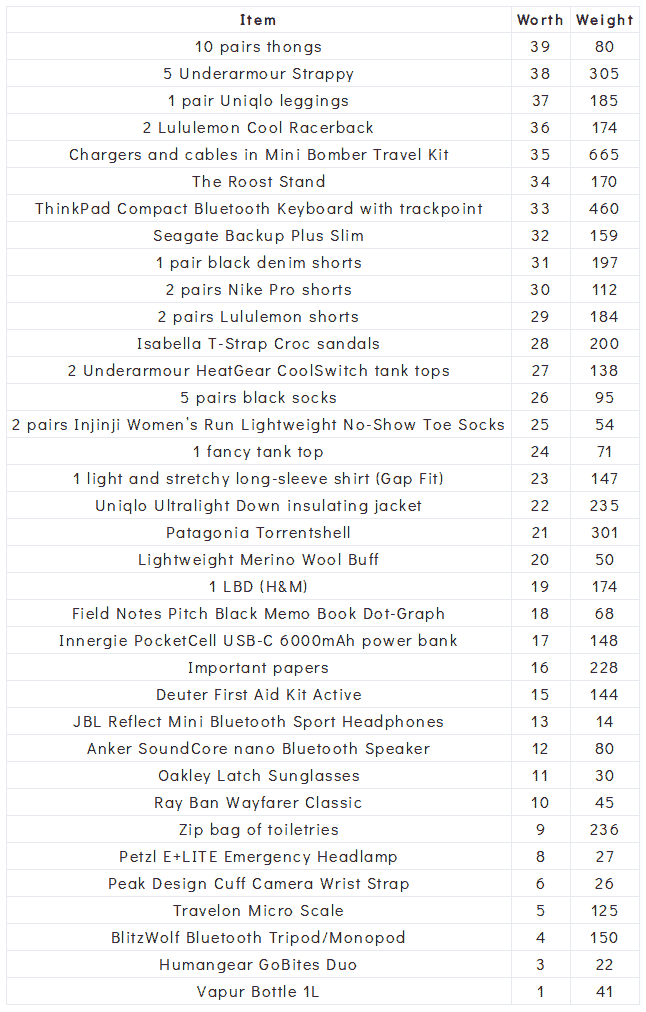 Item Worth Weight
10 pairs thongs 39 80
5 Underarmour Strappy 38 305
1 pair Uniqlo leggings 37 185
2 Lululemon Cool Racerback 36 174
Chargers and cables in Mini Bomber Travel Kit 35 665
The Roost Stand 34 170
ThinkPad Compact Bluetooth Keyboard with trackpoint 33 460
Seagate Backup Plus Slim 32 159
1 pair black denim shorts 31 197
2 pairs Nike Pro shorts 30 112
2 pairs Lululemon shorts 29 184
Isabella T-Strap Croc sandals 28 200
2 Underarmour HeatGear CoolSwitch tank tops 27 138
5 pairs black socks 26 95
2 pairs Injinji Women's Run Lightweight No-Show Toe Socks 25 54
1 fancy tank top 24 71
1 light and stretchy long-sleeve shirt (Gap Fit) 23 147
Uniqlo Ultralight Down insulating jacket 22 235
Patagonia Torrentshell 21 301
Lightweight Merino Wool Buff 20 50
1 LBD (H&M) 19 174
Field Notes Pitch Black Memo Book Dot-Graph 18 68
Innergie PocketCell USB-C 6000mAh power bank 17 148
Important papers 16 228
Deuter First Aid Kit Active 15 144
JBL Reflect Mini Bluetooth Sport Headphones 13 14
Anker SoundCore nano Bluetooth Speaker 12 80
Oakley Latch Sunglasses 11 30
Ray Ban Wayfarer Classic 10 45
Zip bag of toiletries 9 236
Petzl E+LITE Emergency Headlamp 8 27
Peak Design Cuff Camera Wrist Strap 6 26
Travelon Micro Scale 5 125
BlitzWolf Bluetooth Tripod/Monopod 4 150
Humangear GoBites Duo 3 22
Vapur Bottle 1L 1 41